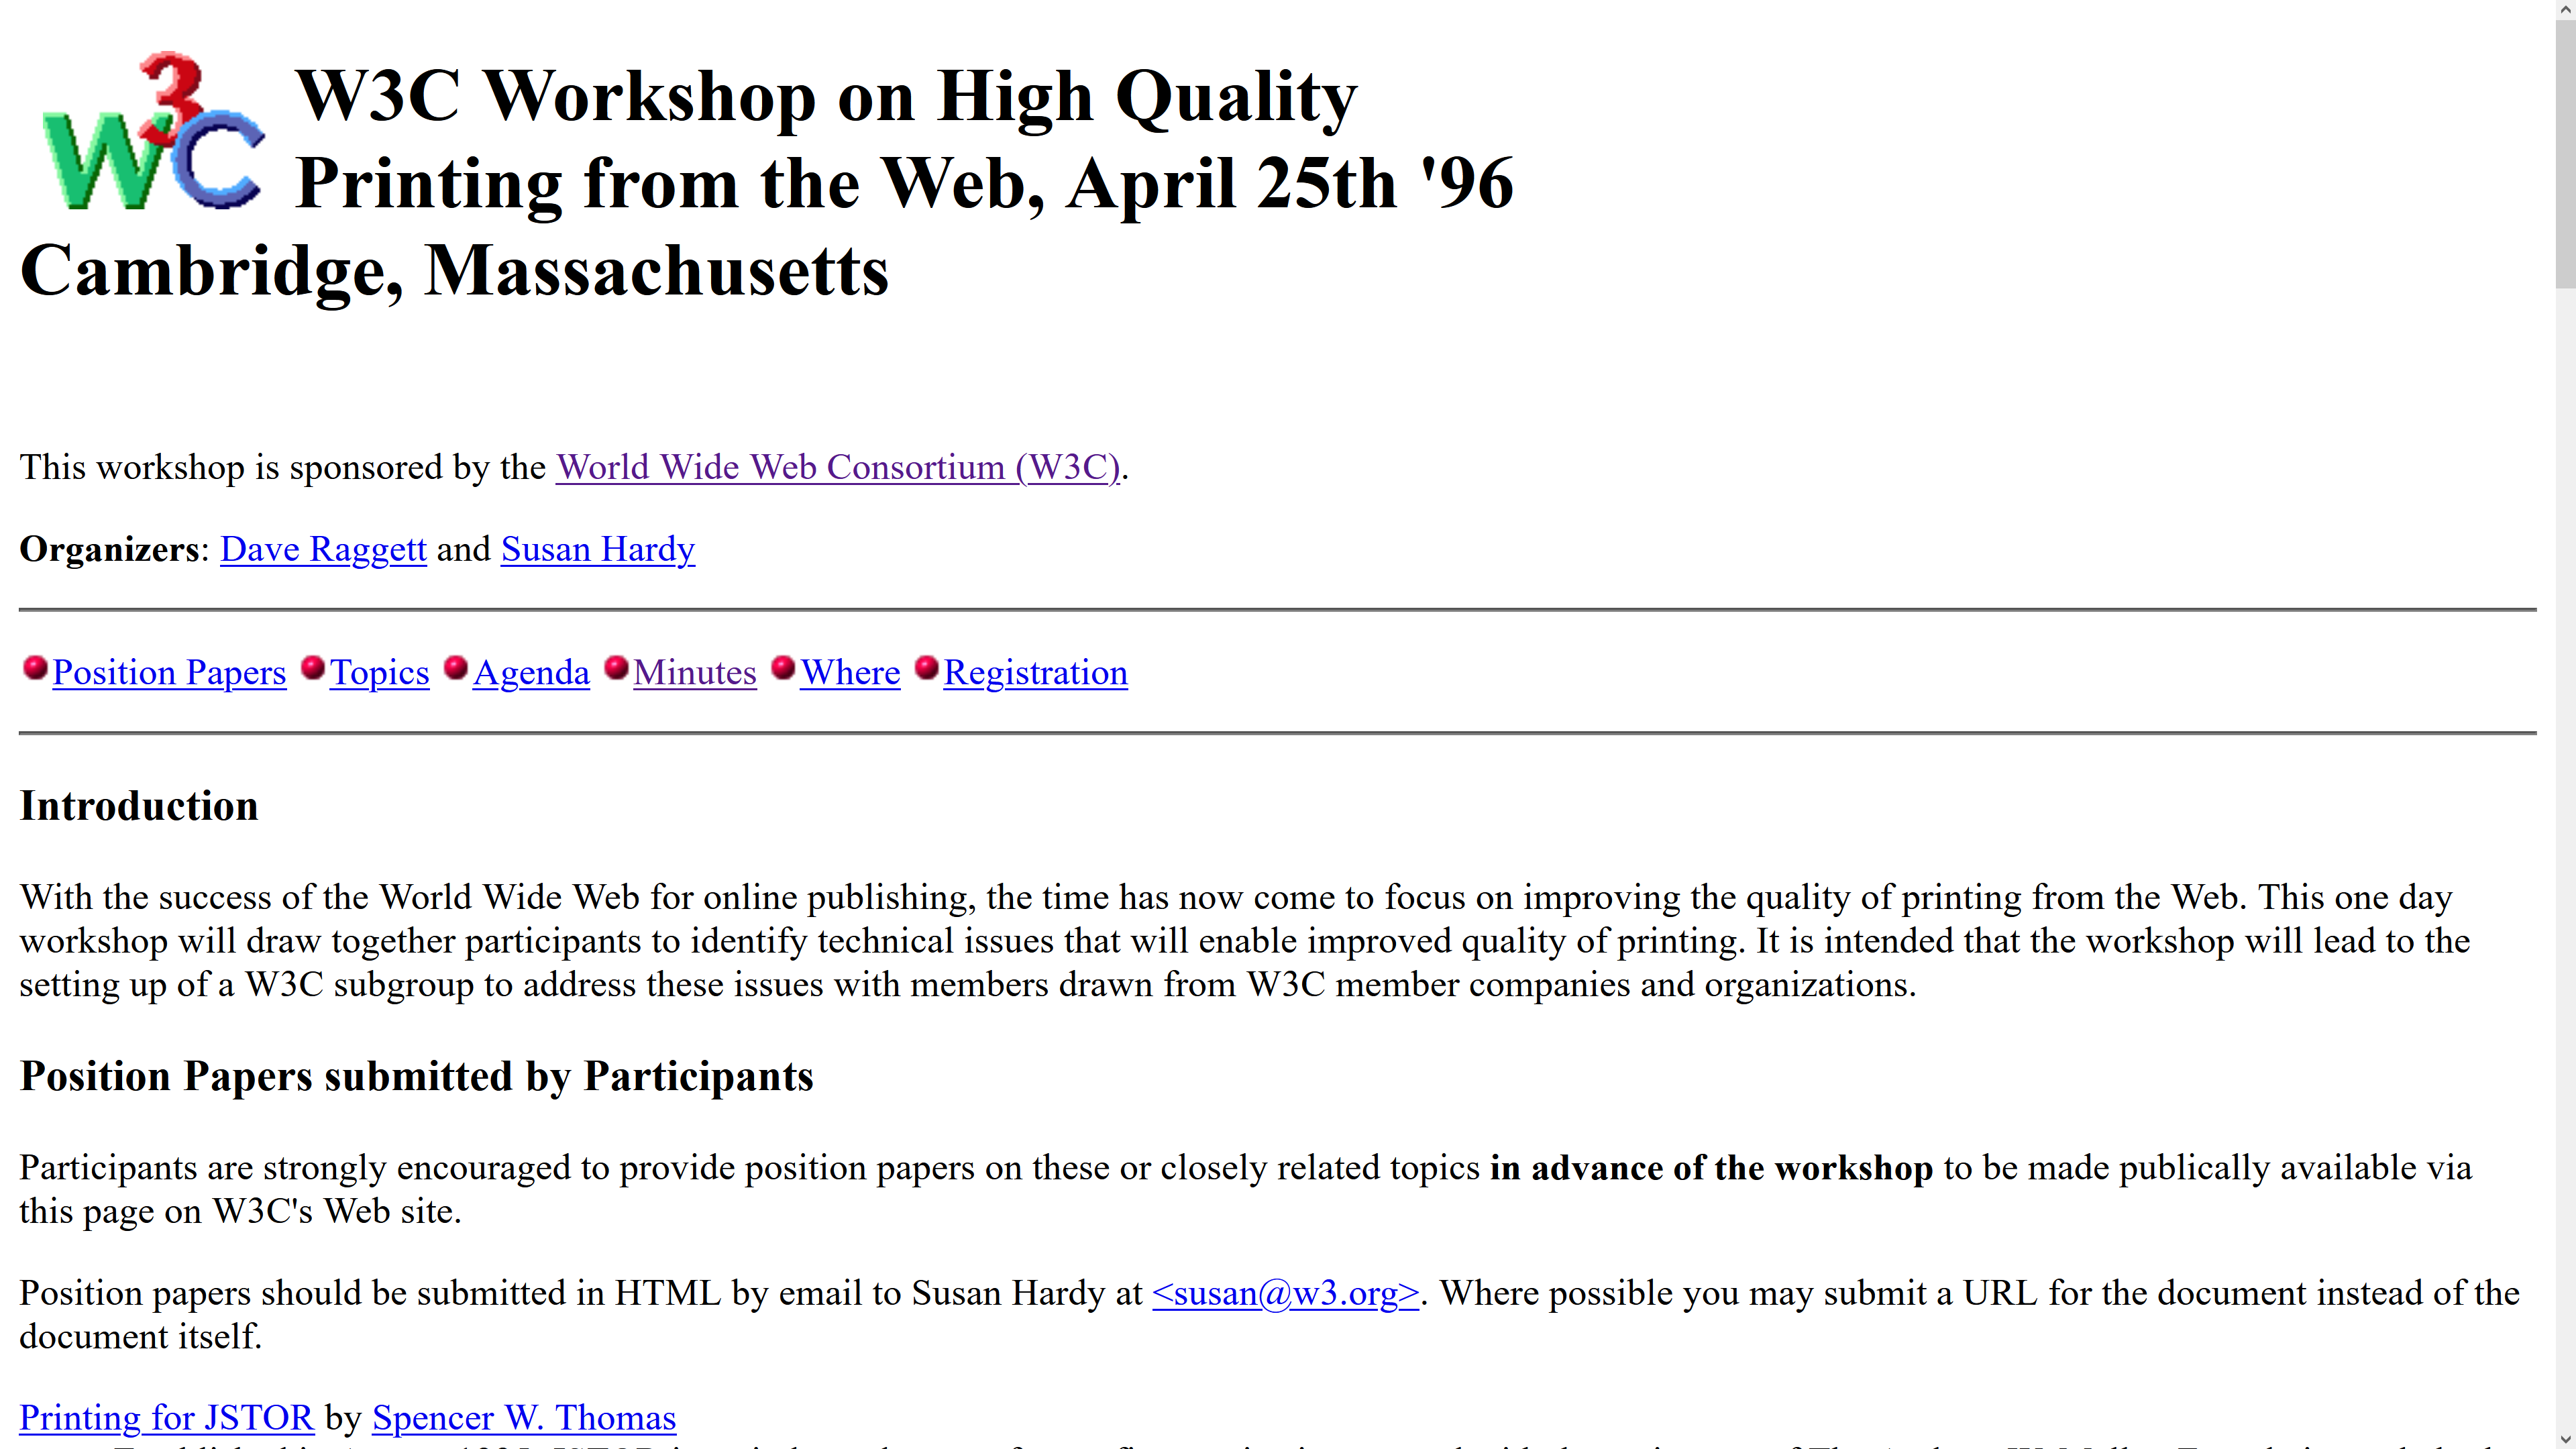 W3C
W3C Workshop on High Quality
Printing from the Web, April 25th '96
Cambridge, Massachusetts
This workshop is sponsored by the World Wide Web Consortium (W3C).
Organizers: Dave Raggett and Susan Hardy
Position Papers Topics Agenda Minutes Where Registration
Introduction
With the success of the World Wide Web for online publishing, the time has now come to focus on improving the quality of printing from the Web. This one day
workshop will draw together participants to identify technical issues that will enable improved quality of printing. It is intended that the workshop will lead to the
setting up of a W3C subgroup to address these issues with members drawn from W3C member companies and organizations.
Position Papers submitted by Participants
Participants are strongly encouraged to provide position papers on these or closely related topics in advance of the workshop to be made publically available via
this page on W3C's Web site.
Position papers should be submitted in HTML by email to Susan Hardy at <susan@w3.org>. Where possible you may submit a URL for the document instead of the
document itself.
Printing for JSTOR by Spencer W. Thomas